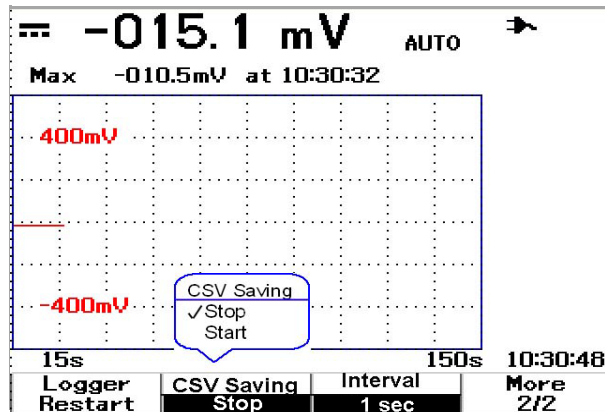 -015.1 mV AUTO
Max -010.5mV at 10:30:32
400mV
-400mV
CSV Saving
✓Stop
Start
15s 150s 10:30:48
Logger Restart
CSV Saving Stop
Interval 1 sec
More 2/2